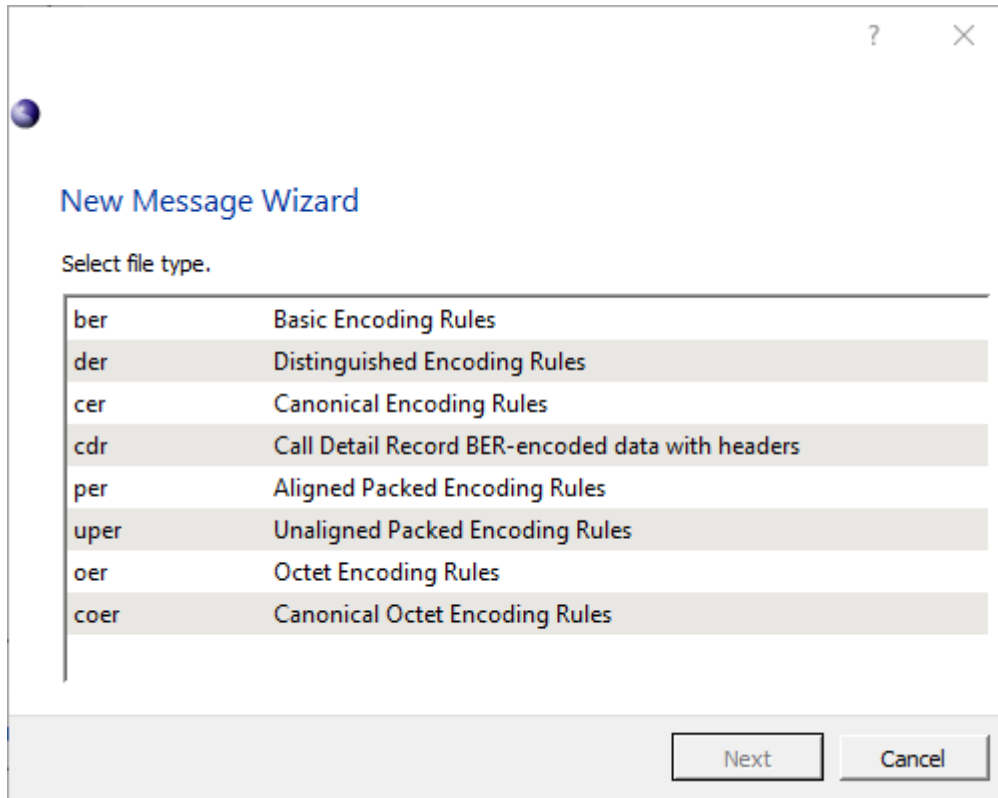 ?
New Message Wizard
Select file type.
ber Basic Encoding Rules
der Distinguished Encoding Rules
cer Canonical Encoding Rules
cdr Call Detail Record BER-encoded data with headers
per Aligned Packed Encoding Rules
uper Unaligned Packed Encoding Rules
oer Octet Encoding Rules
coer Canonical Octet Encoding Rules
Next Cancel